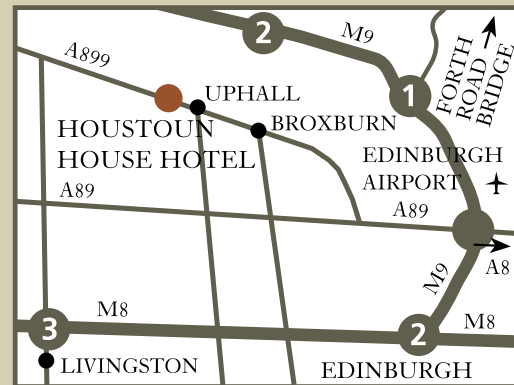 2
M9
A899
FORTH
ROAD
BRIDGE
1
UPHALL
BROXBURN
HOUSTOUN
HOUSE HOTEL
EDINBURGH
AIRPORT
A89
A89
A8
M9
M8
3
2
M8
LIVINGSTON
EDINBURGH